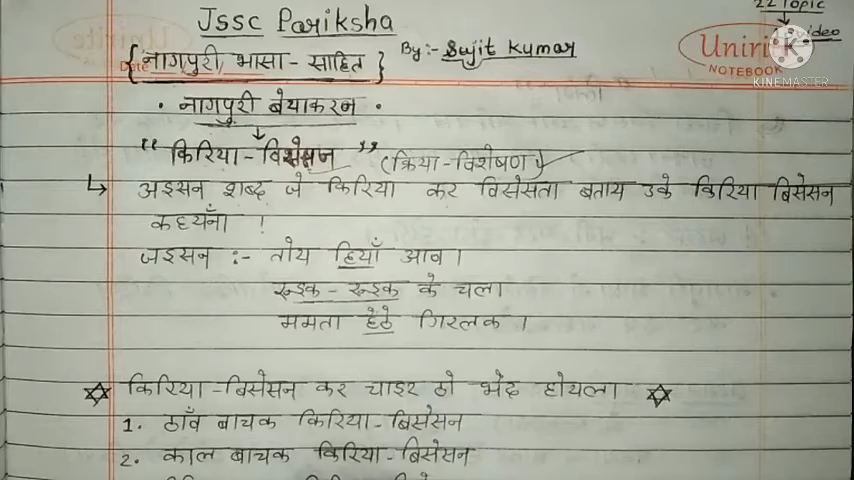 22 Topic
Jssc Pariksha
video
By:- Sujit Kumar
Unirite
NOTEBOOK
K
KINEMASTER
Date
{नागपुरी भासा - साहित}
• नागपुरी बेयाकरन •
"किरिया-विसेसन" (क्रिया-विशेषण)
↳ अइसन शब्द जे किरिया कर विसेसता बताय उके किरिया बिसेसन
कहयँना !
जइसन :- तोय हियाँ आव।
रूइक - रूइक के चला
ममता हेठे गिरलक।
☆ किरिया-बिसेसन कर चाइर ठो भेद होयला ☆
1. ठाँव बाचक किरिया-बिसेसन
2. काल बाचक किरिया-बिसेसन